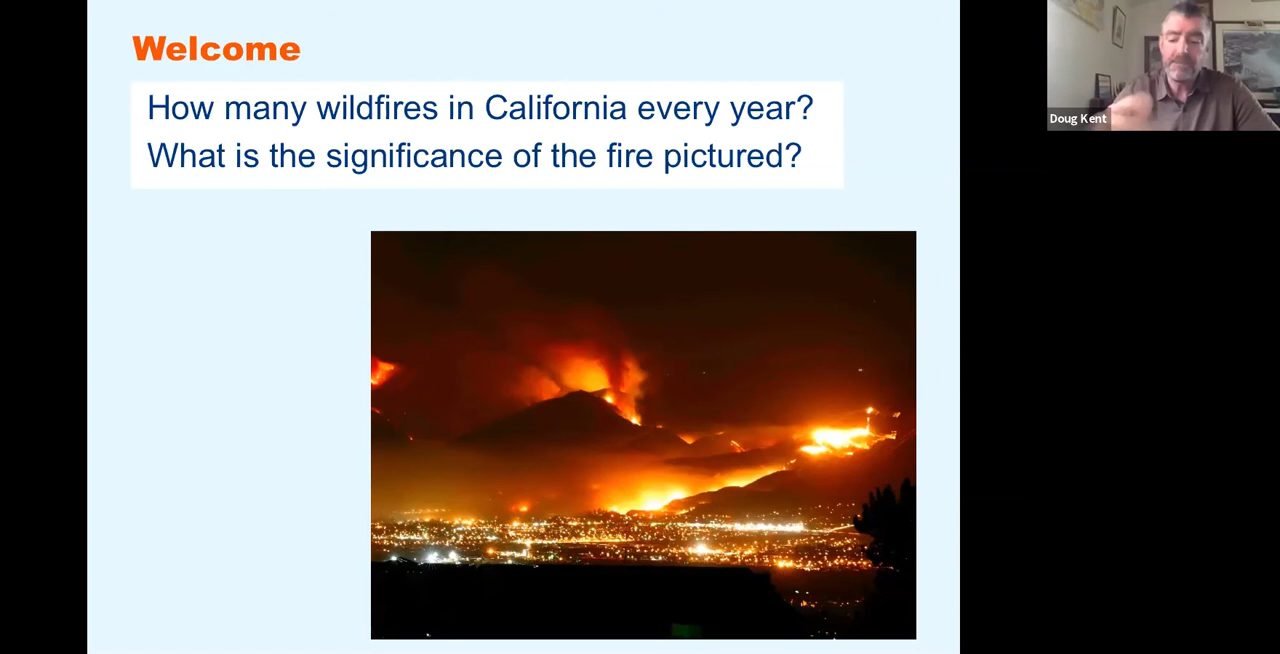 Welcome
How many wildfires in California every year?
What is the significance of the fire pictured?
Doug Kent